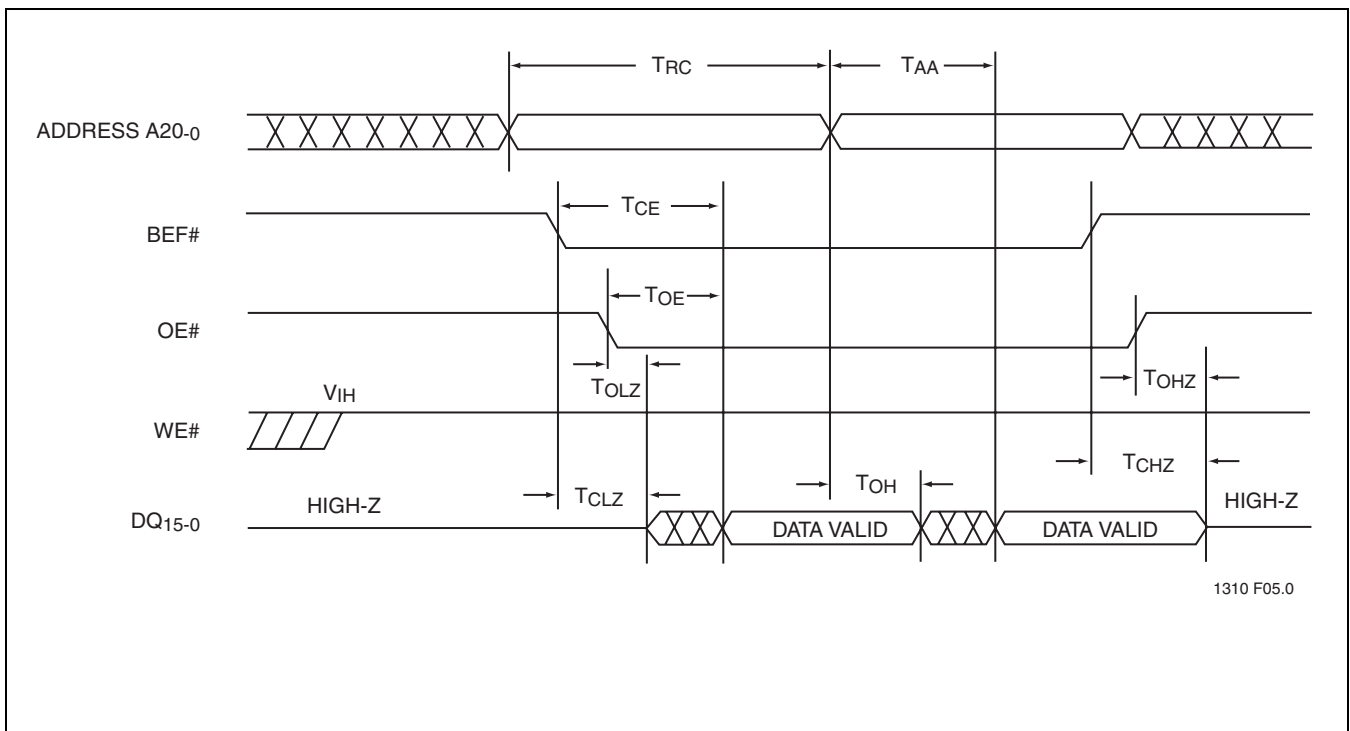 TRC
TAA
ADDRESS A20-0
TCE
BEF#
TOE
OE#
TOLZ
TOHZ
VIH
WE#
TCHZ
TCLZ
TOH
HIGH-Z
HIGH-Z
DQ15-0
DATA VALID
DATA VALID
1310 F05.0